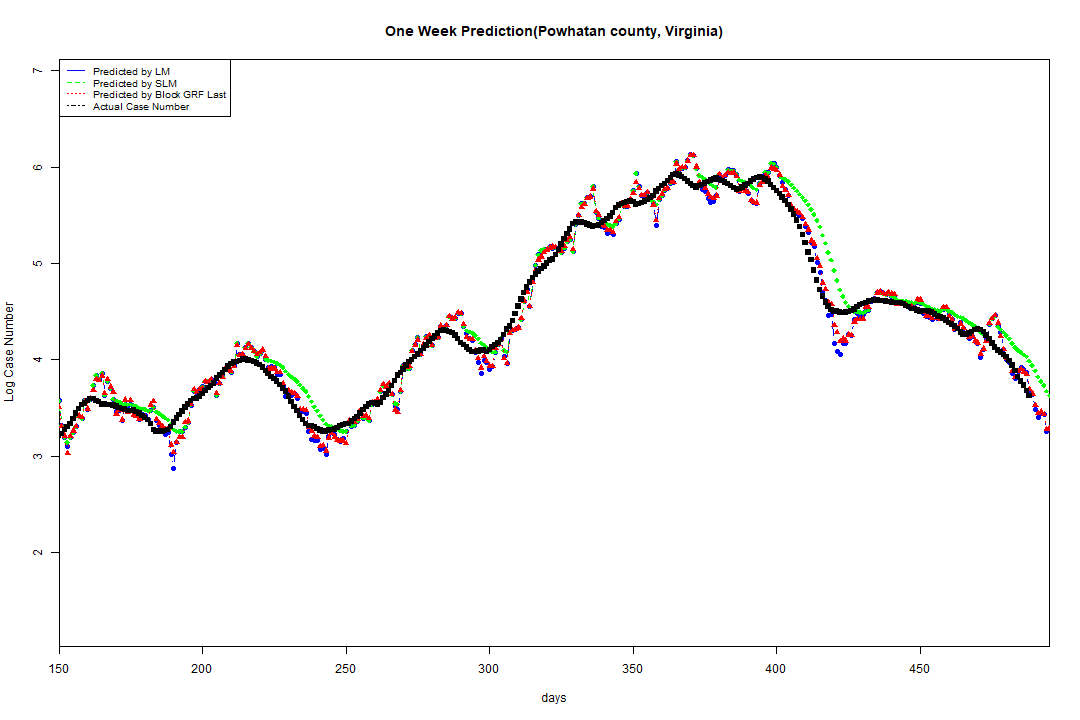 One Week Prediction(Powhatan county, Virginia)
Predicted by LM
Predicted by SLM
Predicted by Block GRF Last
Actual Case Number
7
6
5
4
3
2
Log Case Number
150 200 250 300 350 400 450
days